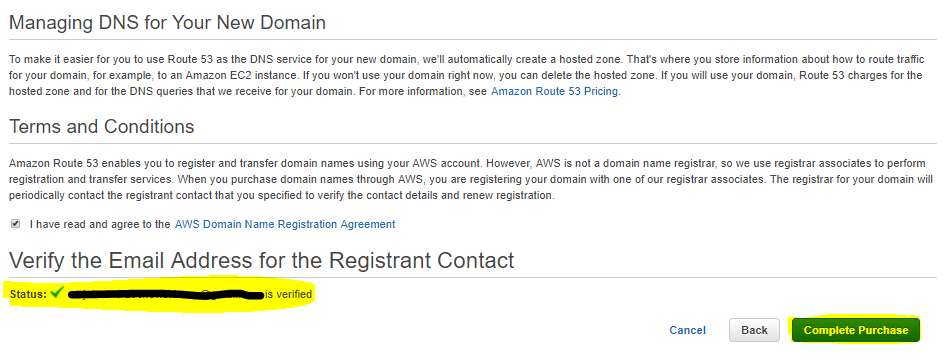 Managing DNS for Your New Domain
To make it easier for you to use Route 53 as the DNS service for your new domain, we'll automatically create a hosted zone. That's where you store information about how to route traffic
for your domain, for example, to an Amazon EC2 instance. If you won't use your domain right now, you can delete the hosted zone. If you will use your domain, Route 53 charges for the
hosted zone and for the DNS queries that we receive for your domain. For more information, see Amazon Route 53 Pricing.
Terms and Conditions
Amazon Route 53 enables you to register and transfer domain names using your AWS account. However, AWS is not a domain name registrar, so we use registrar associates to perform
registration and transfer services. When you purchase domain names through AWS, you are registering your domain with one of our registrar associates. The registrar for your domain will
periodically contact the registrant contact that you specified to verify the contact details and renew registration.
I have read and agree to the AWS Domain Name Registration Agreement
Verify the Email Address for the Registrant Contact
Status: is verified
Cancel Back Complete Purchase